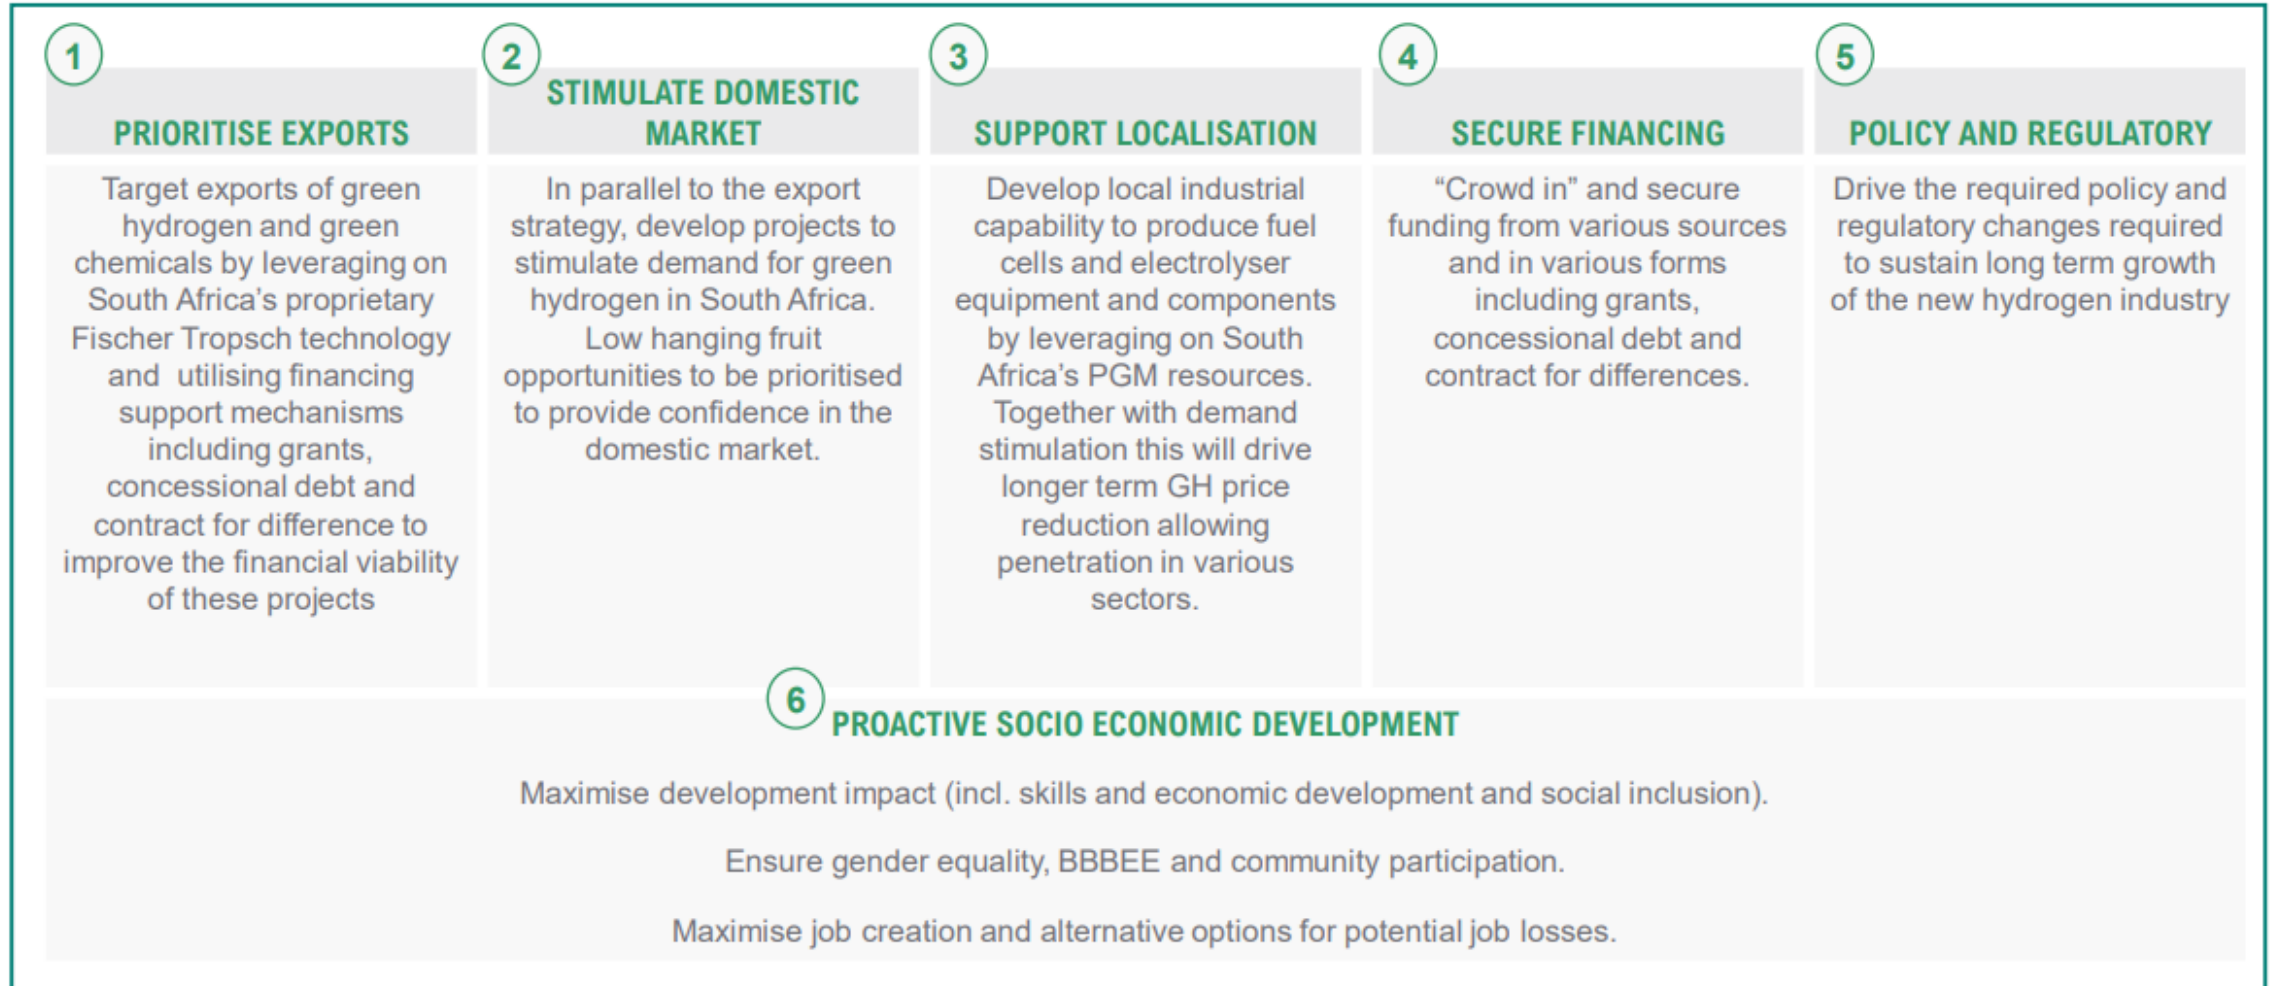 1
PRIORITISE EXPORTS
Target exports of green
hydrogen and green
chemicals by leveraging on
South Africa's proprietary
Fischer Tropsch technology
and utilising financing
support mechanisms
including grants,
concessional debt and
contract for difference to
improve the financial viability
of these projects
2
STIMULATE DOMESTIC
MARKET
In parallel to the export
strategy, develop projects to
stimulate demand for green
hydrogen in South Africa.
Low hanging fruit
opportunities to be prioritised
to provide confidence in the
domestic market.
3
SUPPORT LOCALISATION
Develop local industrial
capability to produce fuel
cells and electrolyser
equipment and components
by leveraging on South
Africa's PGM resources.
Together with demand
stimulation this will drive
longer term GH price
reduction allowing
penetration in various
sectors.
4
SECURE FINANCING
“Crowd in” and secure
funding from various sources
and in various forms
including grants,
concessional debt and
contract for differences.
5
POLICY AND REGULATORY
Drive the required policy and
regulatory changes required
to sustain long term growth
of the new hydrogen industry
6
PROACTIVE SOCIO ECONOMIC DEVELOPMENT
Maximise development impact (incl. skills and economic development and social inclusion).
Ensure gender equality, BBBEE and community participation.
Maximise job creation and alternative options for potential job losses.